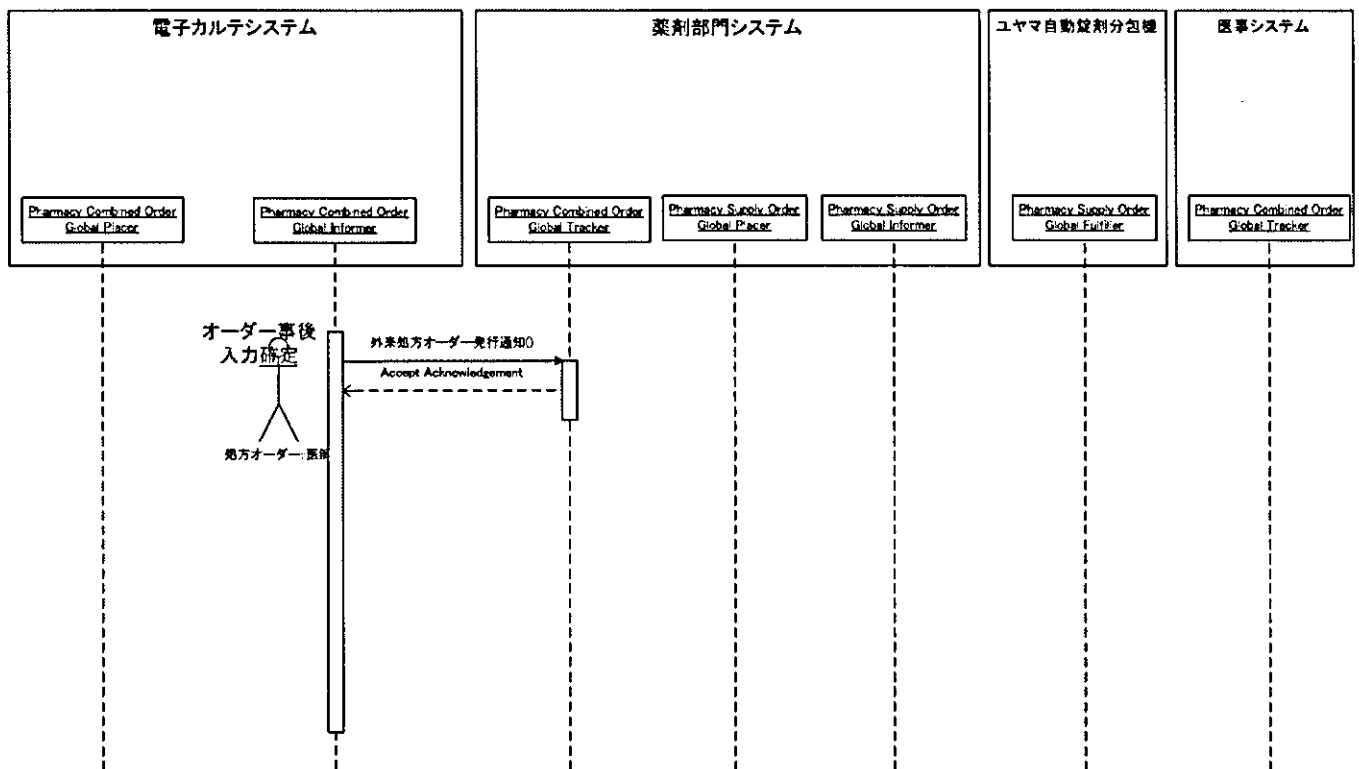 電子カルテシステム
薬剤部門システム
ユヤマ自動錠剤分包機
医事システム
Pharmacy Combined Order
Global Placer
Pharmacy Combined Order
Global Informer
Pharmacy Combined Order
Global Tracker
Pharmacy Supply Order
Global Placer
Pharmacy Supply Order
Global Informer
Pharmacy Supply Order
Global Fulfiller
Pharmacy Combined Order
Global Tracker
オーダー事後
入力確定
外来処方オーダー発行通知()
Accept Acknowledgement
処方オーダー:医師